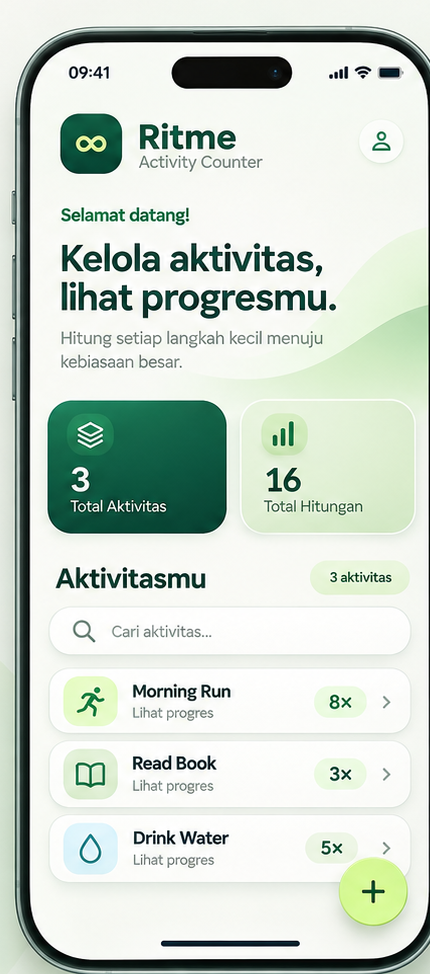 09:41
Ritme
Activity Counter
Selamat datang!
Kelola aktivitas,
lihat progresmu.
Hitung setiap langkah kecil menuju
kebiasaan besar.
3
Total Aktivitas
16
Total Hitungan
Aktivitasmu
3 aktivitas
Cari aktivitas...
Morning Run
Lihat progres
8×
Read Book
Lihat progres
3×
Drink Water
Lihat progres
5×
+